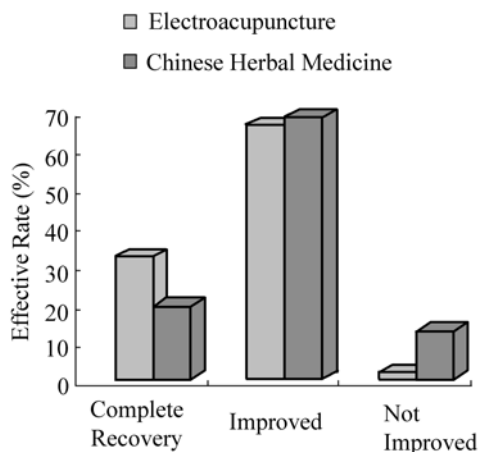 Electroacupuncture
Chinese Herbal Medicine
Effective Rate (%)
70
60
50
40
30
20
10
0
Complete
Recovery
Improved
Not
Improved